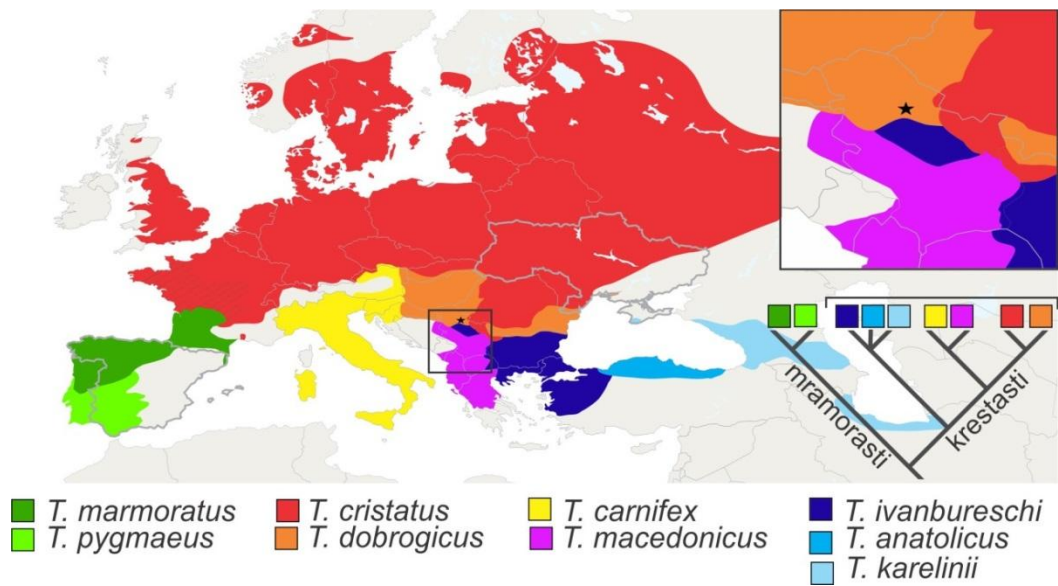 mramorasti
krestasti
T. marmoratus
T. pygmaeus
T. cristatus
T. dobrogicus
T. carnifex
T. macedonicus
T. ivanbureschi
T. anatolicus
T. karelinii